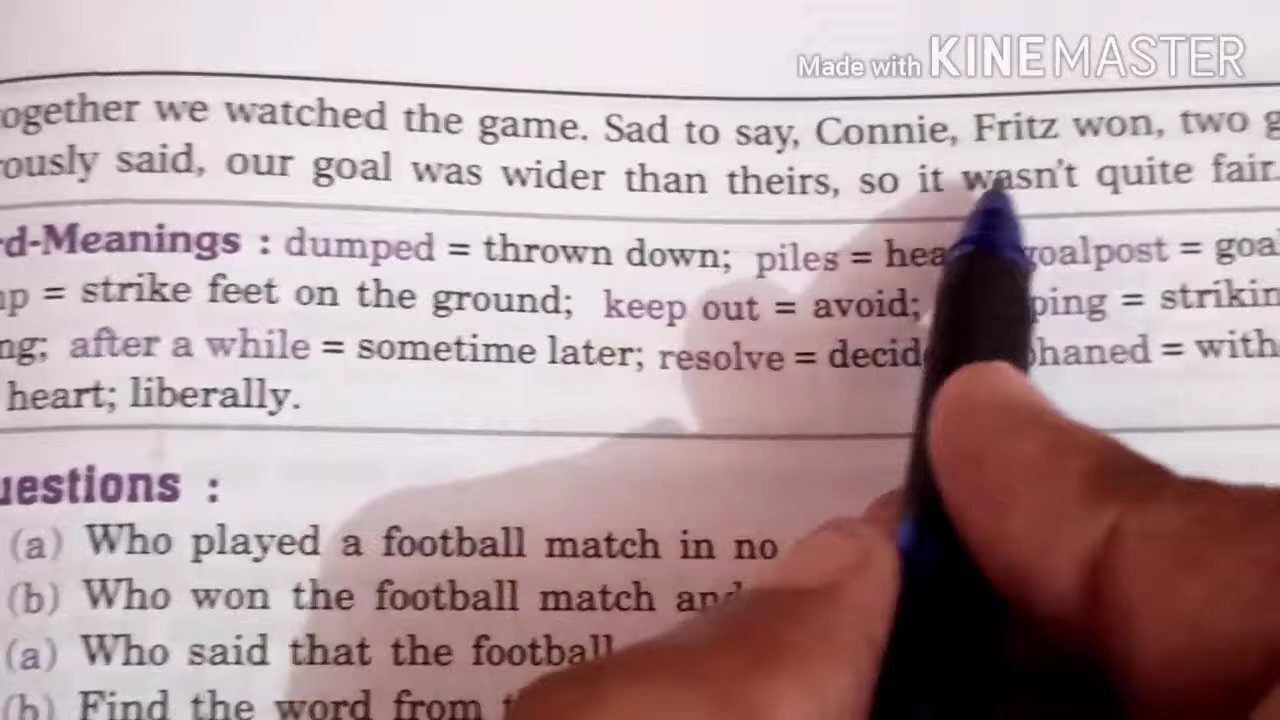 Made with KINEMASTER
ogether we watched the game. Sad to say, Connie, Fritz won, two g
rously said, our goal was wider than theirs, so it wasn't quite fair.
d-Meanings : dumped = thrown down; piles = hea goalpost = goa
mp = strike feet on the ground; keep out = avoid; ping = strikin
ng; after a while = sometime later; resolve = decid phaned = with
heart; liberally.
uestions :
(a) Who played a football match in no
(b) Who won the football match and
(a) Who said that the football
(b) Find the word from t